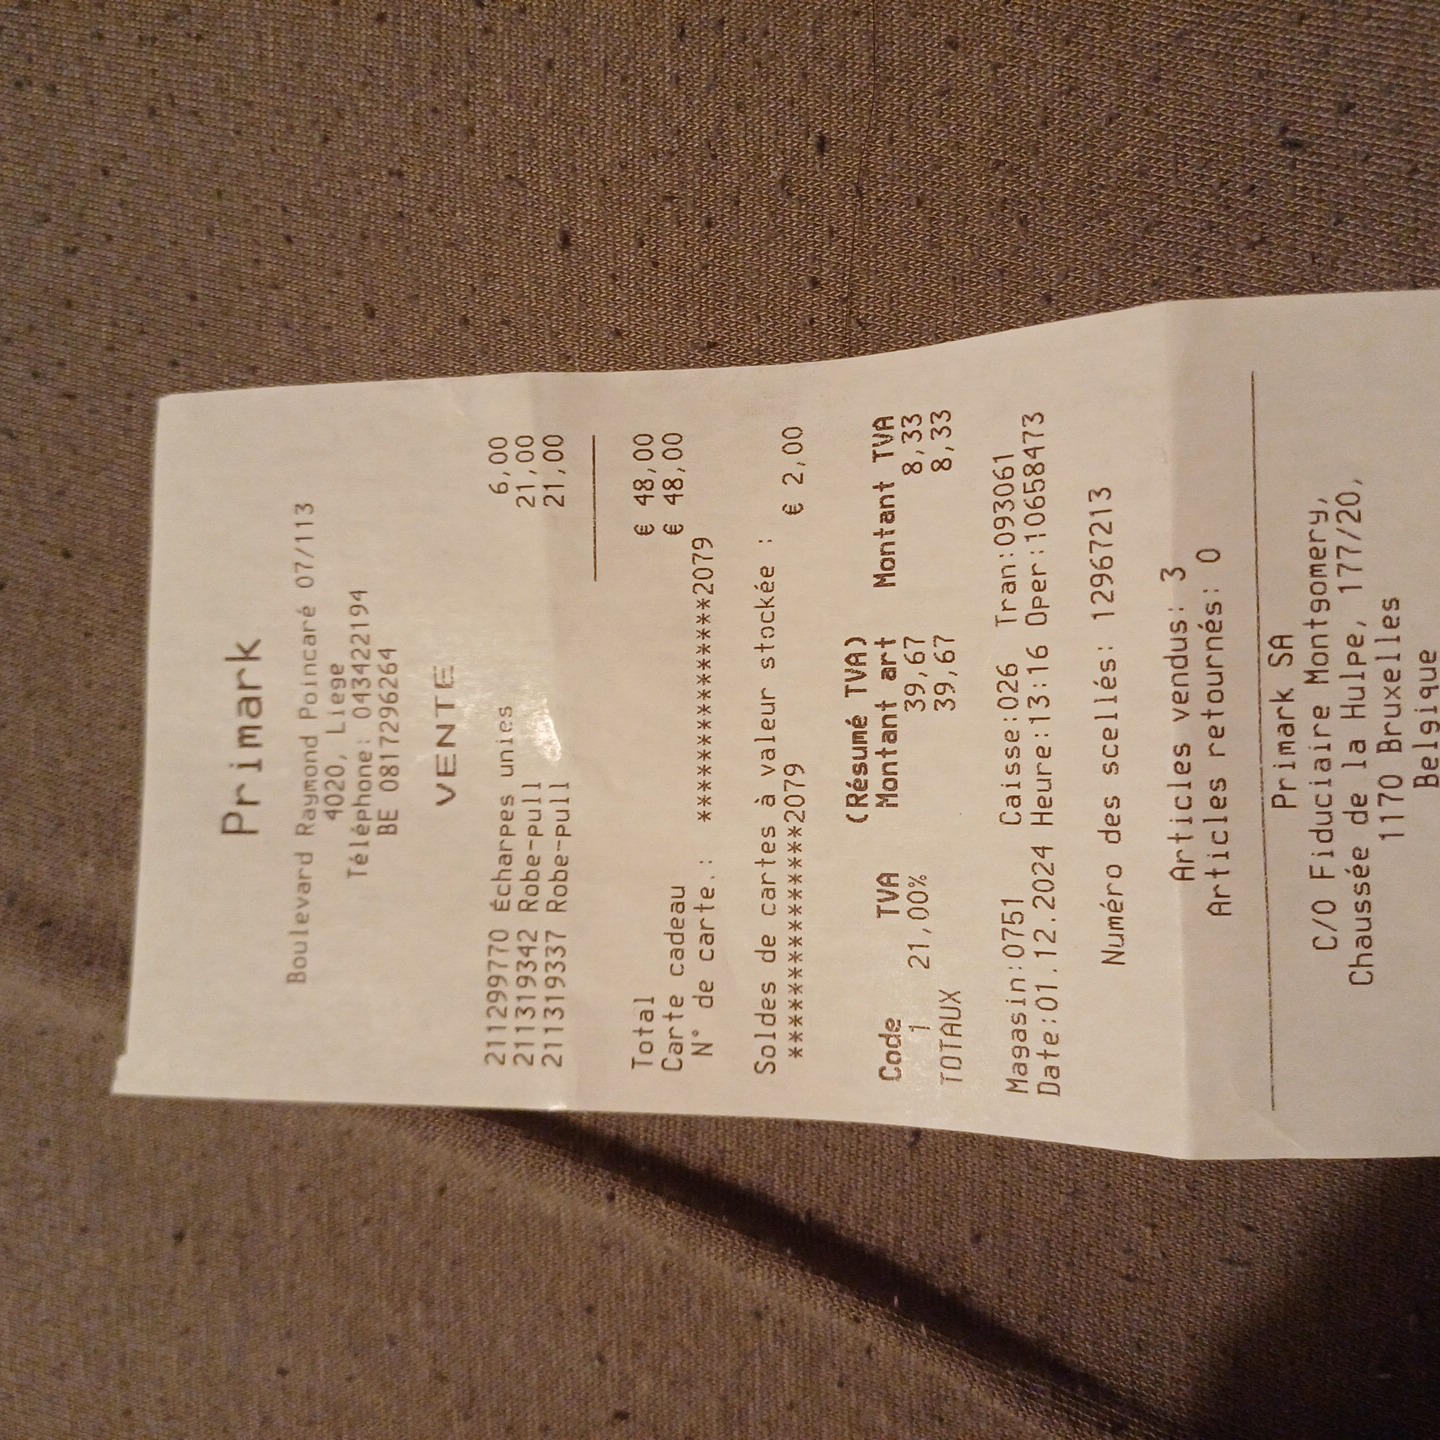 Primark
Boulevard Raymond Poincaré 07/113
4020, Liege
Téléphone: 043422194
BE 0817296264
VENTE
211299770 Écharpes unies 6,00
211319342 Robe-pull 21,00
211319337 Robe-pull 21,00
Total € 48,00
Carte cadeau € 48,00
N° de carte.: ***************2079
Soldes de cartes à valeur stockée :
***************2079 € 2,00
(Résumé TVA)
Code TVA Montant art Montant TVA
1 21,00% 39,67 8,33
TOTAUX 39,67 8,33
Magasin:0751 Caisse:026 Tran:093061
Date:01.12.2024 Heure:13:16 Oper:10658473
Numéro des scellés: 12967213
Articles vendus: 3
Articles retournés: 0
Primark SA
C/O Fiduciaire Montgomery,
Chaussée de la Hulpe, 177/20,
1170 Bruxelles
Belgique